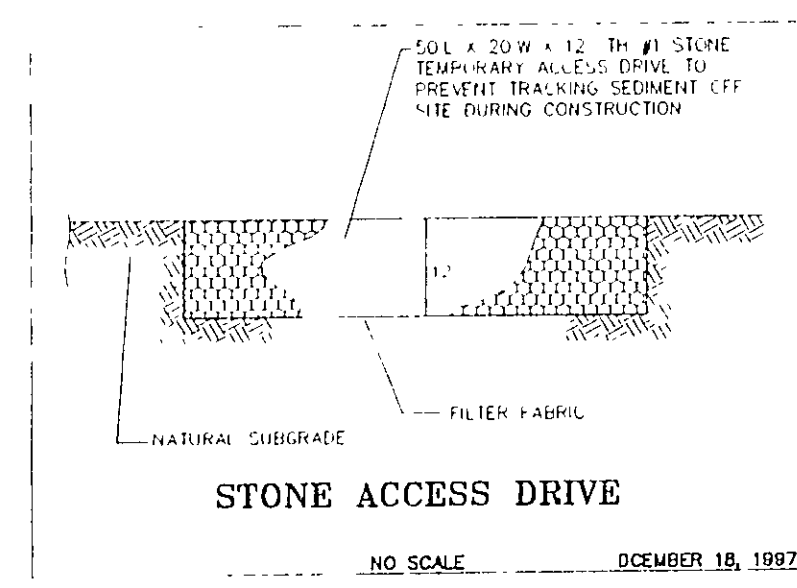 50 L x 20 W x 12 TH #1 STONE
TEMPORARY ACCESS DRIVE TO
PREVENT TRACKING SEDIMENT OFF
SITE DURING CONSTRUCTION
12
FILTER FABRIC
NATURAL SUBGRADE
STONE ACCESS DRIVE
NO SCALE DCEMBER 18, 1997